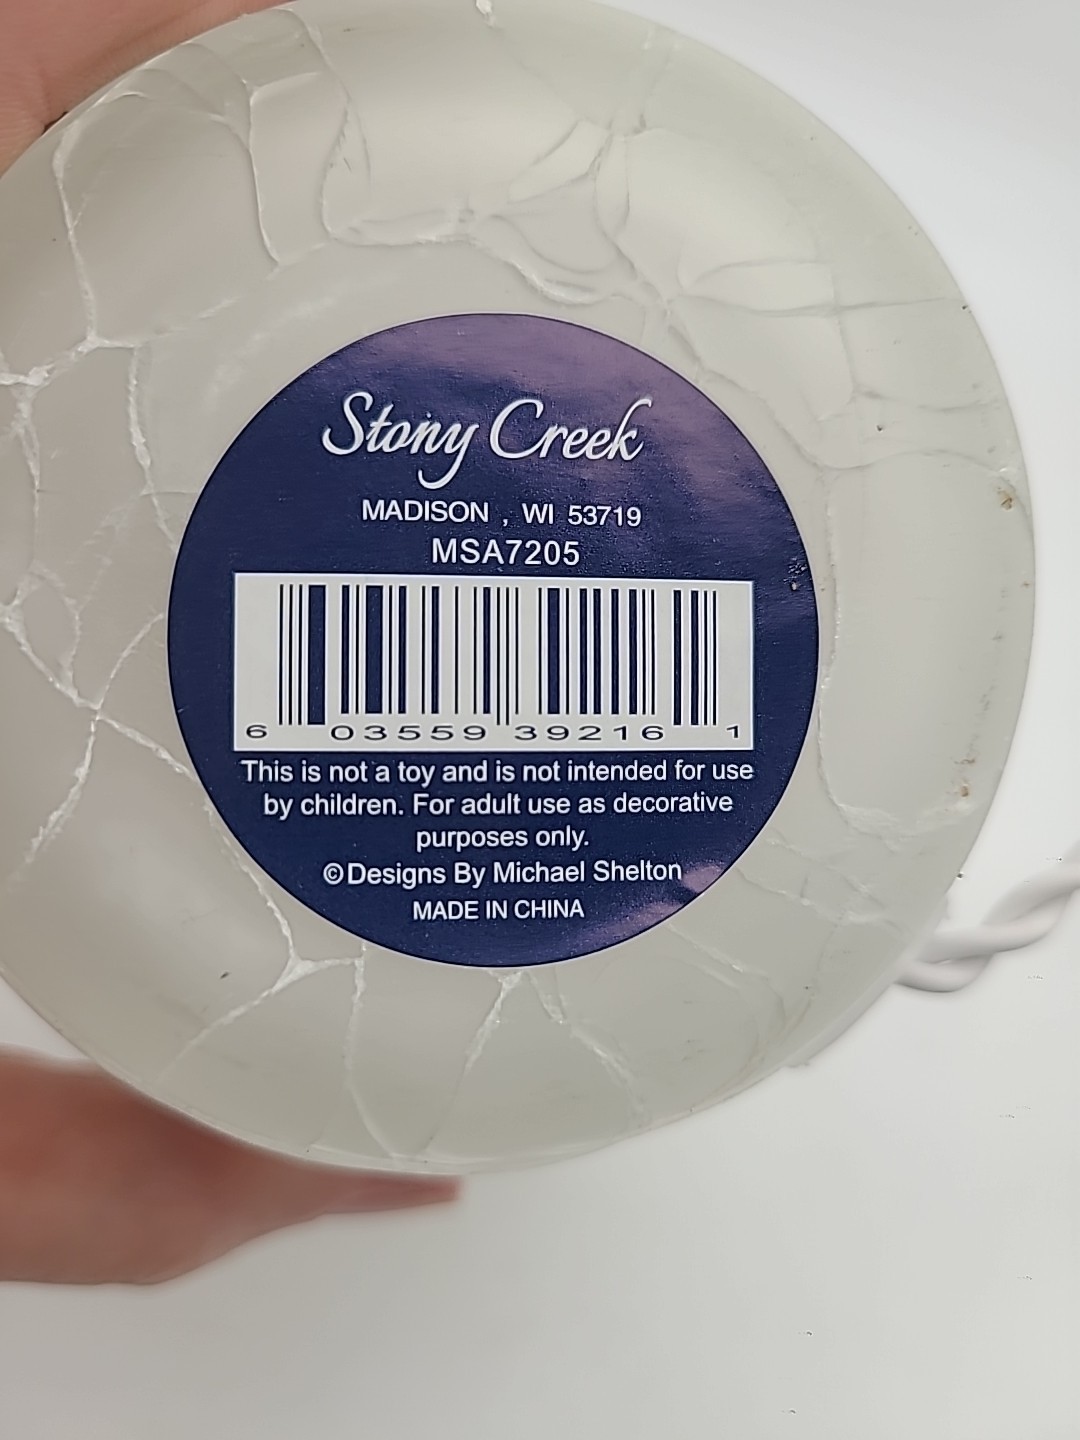 Stony Creek
MADISON , WI 53719
MSA7205
6 03559 39216 1
This is not a toy and is not intended for use
by children. For adult use as decorative
purposes only.
©Designs By Michael Shelton
MADE IN CHINA